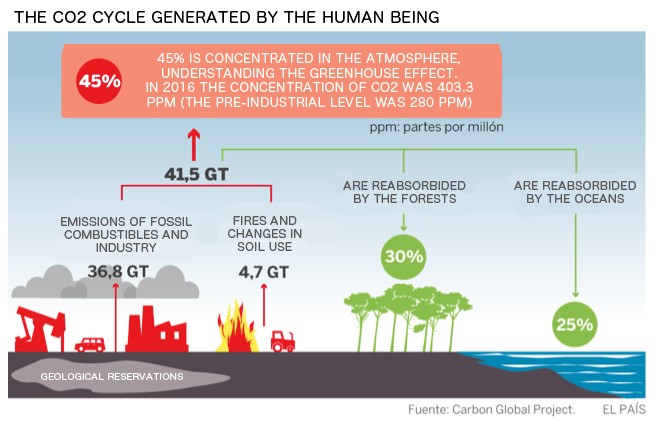 THE CO2 CYCLE GENERATED BY THE HUMAN BEING
45%
45% IS CONCENTRATED IN THE ATMOSPHERE,
UNDERSTANDING THE GREENHOUSE EFFECT.
IN 2016 THE CONCENTRATION OF CO2 WAS 403.3
PPM (THE PRE-INDUSTRIAL LEVEL WAS 280 PPM)
ppm: partes por millón
41,5 GT
EMISSIONS OF FOSSIL
COMBUSTIBLES AND
INDUSTRY
36,8 GT
FIRES AND
CHANGES IN
SOIL USE
4,7 GT
ARE REABSORBIDED
BY THE FORESTS
30%
ARE REABSORBIDED
BY THE OCEANS
25%
GEOLOGICAL RESERVATIONS
Fuente: Carbon Global Project. EL PAÍS